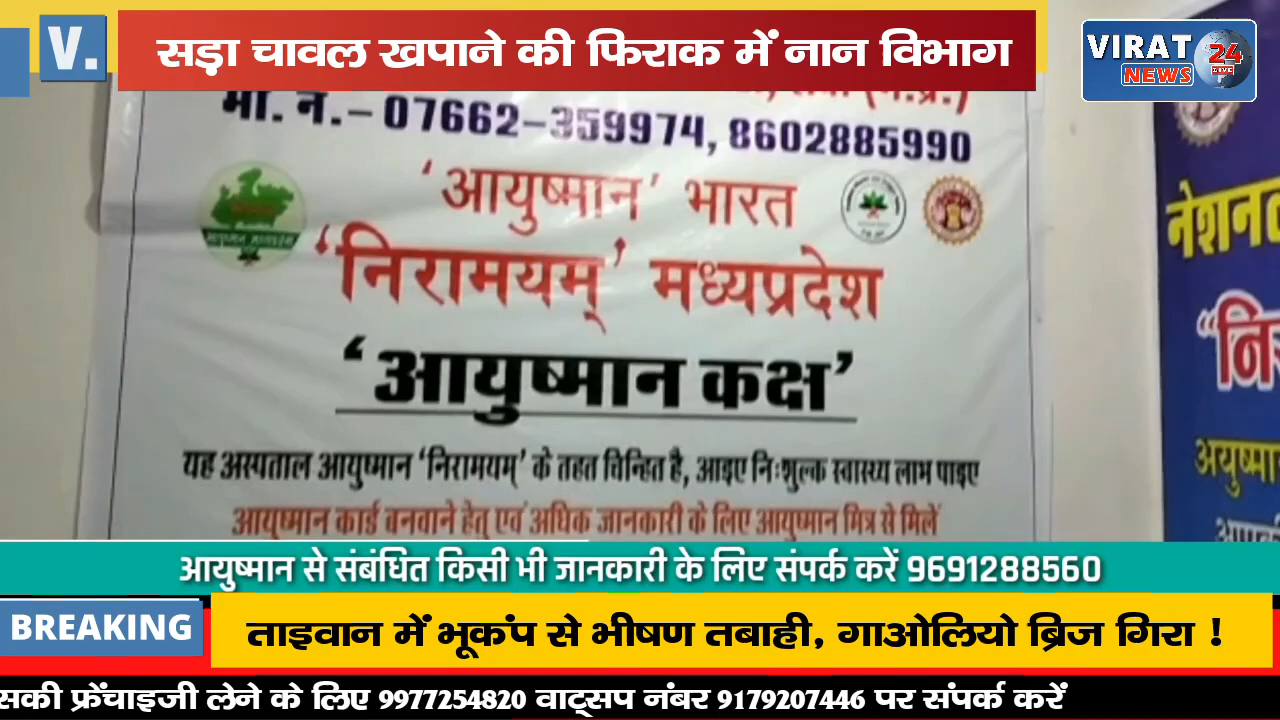 V.
सड़ा चावल खपाने की फिराक में नान विभाग
VIRAT 24
NEWS LIVE
मो. न.- 07662-359974, 8602885990
'आयुष्मान' भारत
'निरामयम्' मध्यप्रदेश
'आयुष्मान कक्ष'
यह अस्पताल आयुष्मान 'निरामयम्' के तहत चिन्हित है, आइए निःशुल्क स्वास्थ्य लाभ पाइए
आयुष्मान कार्ड बनवाने हेतु एवं अधिक जानकारी के लिए आयुष्मान मित्र से मिलें
नेशनल
आयुष्मान से संबंधित किसी भी जानकारी के लिए संपर्क करें 9691288560
BREAKING
ताइवान में भूकंप से भीषण तबाही, गाओलियो ब्रिज गिरा !
सकी फ्रेंचाइजी लेने के लिए 9977254820 वाट्सप नंबर 9179207446 पर संपर्क करें